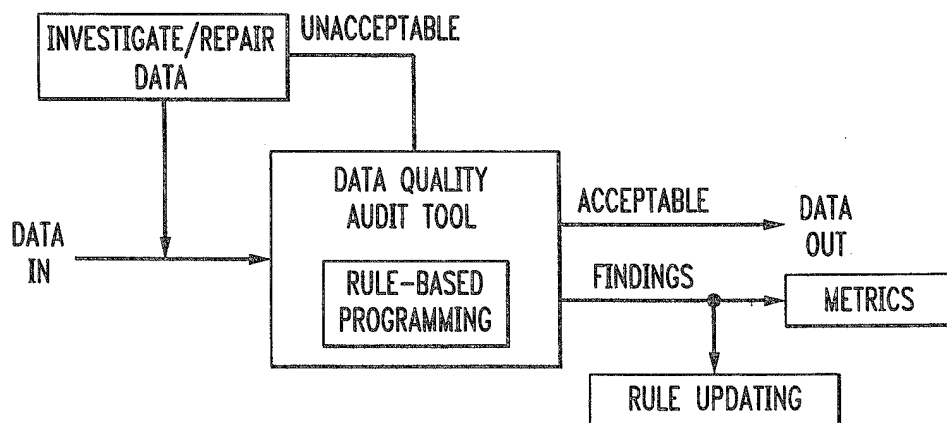 INVESTIGATE/REPAIR
DATA
UNACCEPTABLE
DATA QUALITY
AUDIT TOOL
RULE-BASED
PROGRAMMING
DATA
IN
ACCEPTABLE
DATA
OUT
FINDINGS
METRICS
RULE UPDATING